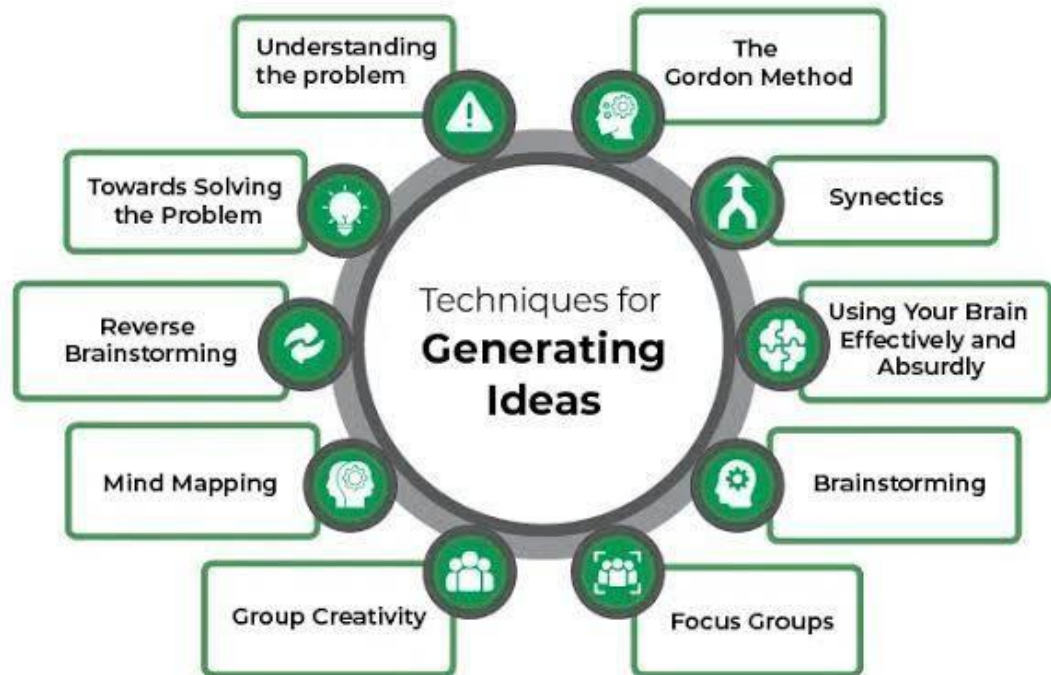 Techniques for
Generating
Ideas
Understanding
the problem
The
Gordon Method
Towards Solving
the Problem
Synectics
Reverse
Brainstorming
Using Your Brain
Effectively and
Absurdly
Mind Mapping
Brainstorming
Group Creativity
Focus Groups